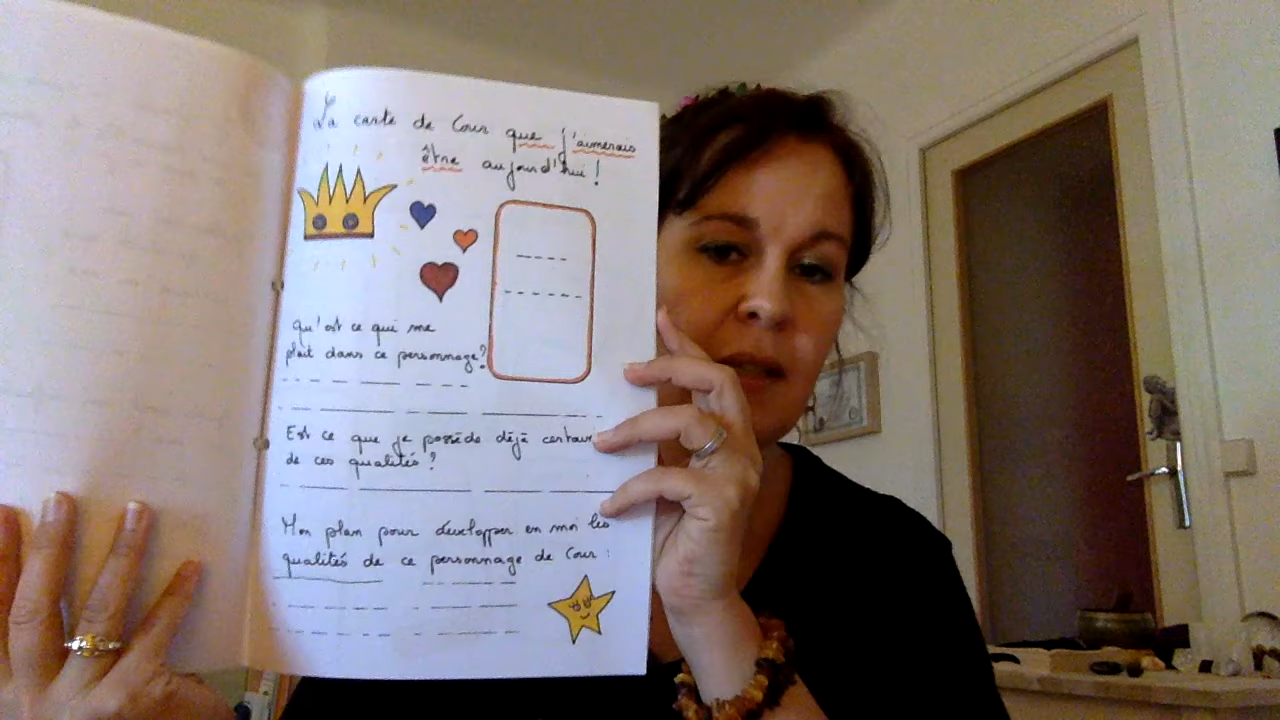 La carte de Cour que j'aimerais
être aujourd'hui !
qu'est ce qui me
plait dans ce personnage ?
Est ce que je possède déjà certain
de ces qualités ?
Mon plan pour développer en moi les
qualités de ce personnage de Cour :